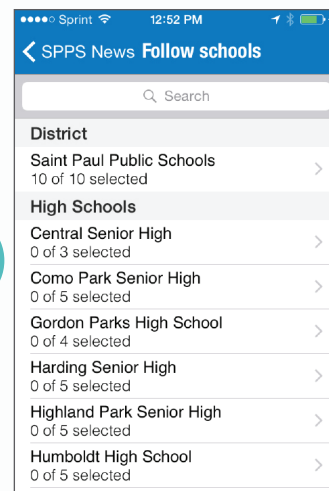 Sprint 12:52 PM
SPPS News Follow schools
Search
District
Saint Paul Public Schools
10 of 10 selected
High Schools
Central Senior High
0 of 3 selected
Como Park Senior High
0 of 5 selected
Gordon Parks High School
0 of 4 selected
Harding Senior High
0 of 5 selected
Highland Park Senior High
0 of 5 selected
Humboldt High School
0 of 5 selected